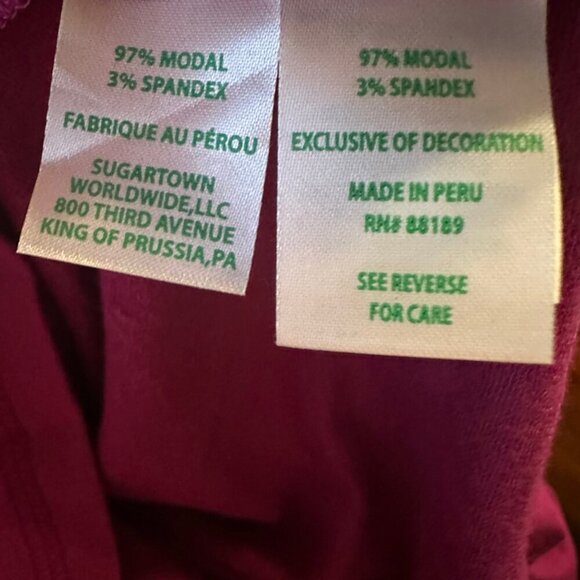 97% MODAL
3% SPANDEX
FABRIQUE AU PÉROU
SUGARTOWN
WORLDWIDE,LLC
800 THIRD AVENUE
KING OF PRUSSIA,PA
97% MODAL
3% SPANDEX
EXCLUSIVE OF DECORATION
MADE IN PERU
RN# 88189
SEE REVERSE
FOR CARE